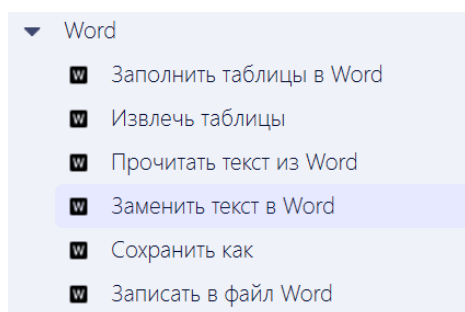 Word
W Заполнить таблицы в Word
W Извлечь таблицы
W Прочитать текст из Word
W Заменить текст в Word
W Сохранить как
W Записать в файл Word